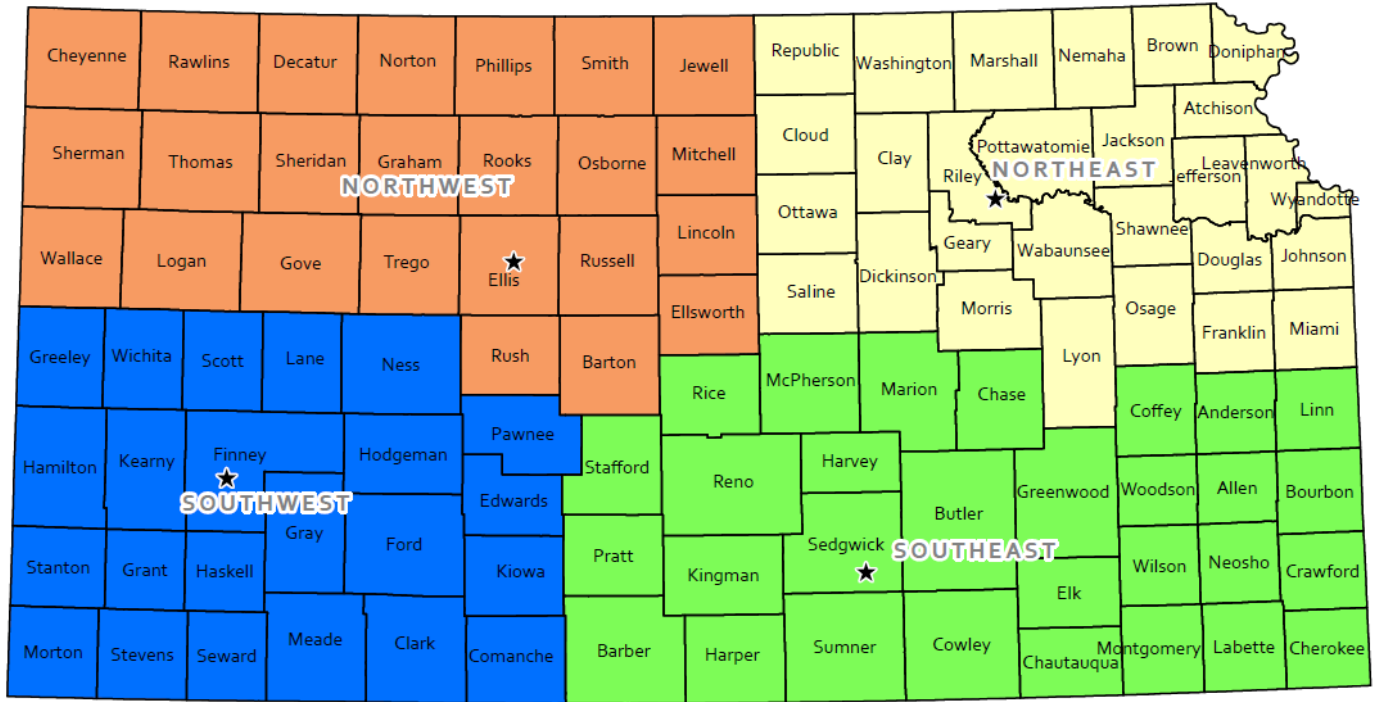 Cheyenne
Rawlins
Decatur
Norton
Phillips
Smith
Jewell
Republic
Washington
Marshall
Nemaha
Brown
Doniphan
Sherman
Thomas
Sheridan
Graham
Rooks
Osborne
Mitchell
Cloud
Clay
Riley
Pottawatomie
Jackson
Atchison
NORTHWEST
NORTHEAST
efferson
Leavenworth
Wyandotte
Wallace
Logan
Gove
Trego
Ellis
Russell
Lincoln
Ottawa
Dickinson
Geary
Wabaunsee
Shawnee
Douglas
Johnson
Ellsworth
Saline
Morris
Osage
Franklin
Miami
Greeley
Wichita
Scott
Lane
Ness
Rush
Barton
Rice
McPherson
Marion
Chase
Lyon
Coffey
Anderson
Linn
Hamilton
Kearny
Finney
Hodgeman
Pawnee
Stafford
Reno
Harvey
Butler
Greenwood
Woodson
Allen
Bourbon
SOUTHWEST
Edwards
Gray
Ford
Sedgwick
SOUTHEAST
Stanton
Grant
Haskell
Kiowa
Pratt
Kingman
Elk
Wilson
Neosho
Crawford
Morton
Stevens
Seward
Meade
Clark
Comanche
Barber
Harper
Sumner
Cowley
Chautauqua
Montgomery
Labette
Cherokee